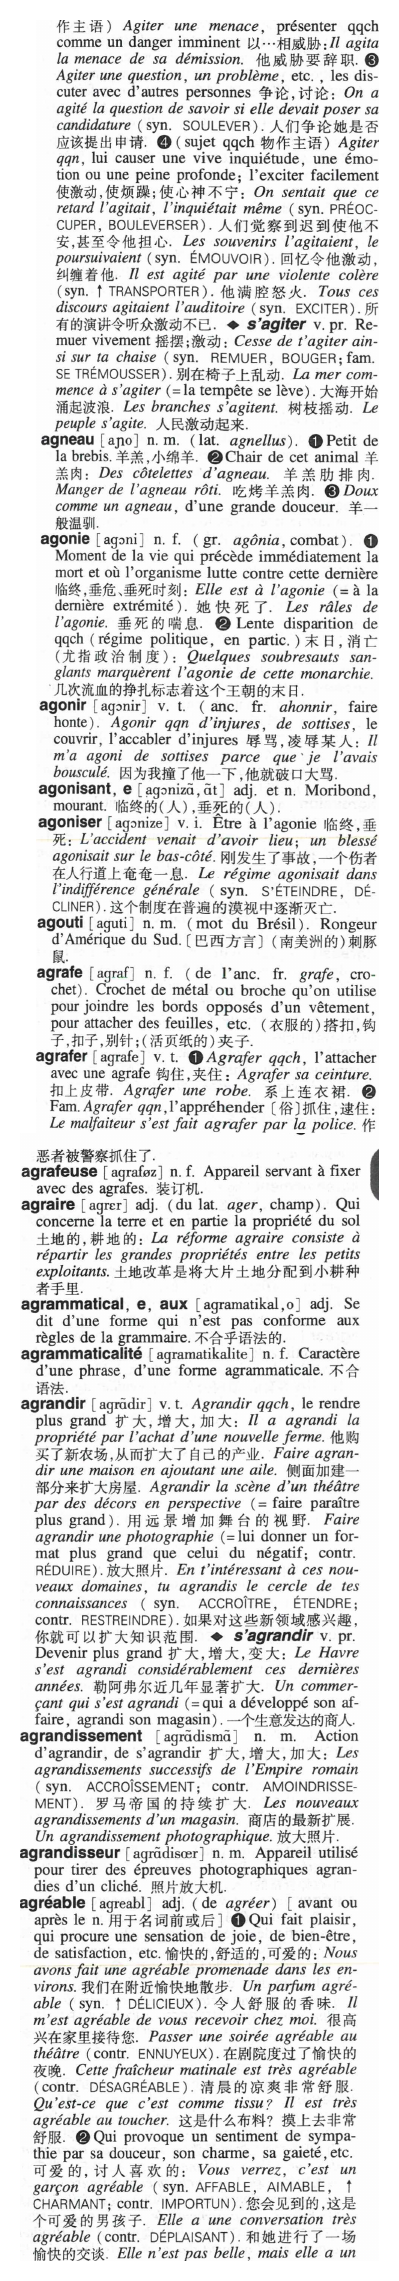 作主语) Agiter une menace, présenter qqch
comme un danger imminent 以…相威胁:Il agita
la menace de sa démission. 他威胁要辞职. ❸
Agiter une question, un problème, etc., les dis-
cuter avec d'autres personnes 争论,讨论: On a
agité la question de savoir si elle devait poser sa
candidature (syn. SOULEVER). 人们争论她是否
应该提出申请. ❹ (sujet qqch 物作主语) Agiter
qqn, lui causer une vive inquiétude, une émo-
tion ou une peine profonde; l'exciter facilement
使激动,使烦躁;使心神不宁: On sentait que ce
retard l'agitait, l'inquiétait même (syn. PRÉOC-
CUPER, BOULEVERSER). 人们觉察到迟到使他不
安,甚至令他担心. Les souvenirs l'agitaient, le
poursuivaient (syn. ÉMOUVOIR). 回忆令他激动,
纠缠着他. Il est agité par une violente colère
(syn. ↑ TRANSPORTER). 他满腔怒火. Tous ces
discours agitaient l'auditoire (syn. EXCITER). 所
有的演讲令听众激动不已. ◆ s'agiter v. pr. Re-
muer vivement 摇摆;激动: Cesse de t'agiter ain-
si sur ta chaise (syn. REMUER, BOUGER; fam.
SE TRÉMOUSSER). 别在椅子上乱动. La mer com-
mence à s'agiter (= la tempête se lève). 大海开始
涌起波浪. Les branches s'agitent. 树枝摇动. Le
peuple s'agite. 人民激动起来.
agneau [aɲo] n. m. (lat. agnellus). ❶ Petit de
la brebis. 羊羔,小绵羊. ❷ Chair de cet animal 羊
羔肉: Des côtelettes d'agneau. 羊羔肋排肉.
Manger de l'agneau rôti. 吃烤羊羔肉. ❸ Doux
comme un agneau, d'une grande douceur. 羊一
般温驯.
agonie [agɔni] n. f. (gr. agônia, combat). ❶
Moment de la vie qui précède immédiatement la
mort et où l'organisme lutte contre cette dernière
临终,垂危、垂死时刻: Elle est à l'agonie (= à la
dernière extrémité). 她快死了. Les râles de
l'agonie. 垂死的喘息. ❷ Lente disparition de
qqch (régime politique, en partic.) 末日,消亡
(尤指政治制度): Quelques soubresauts san-
glants marquèrent l'agonie de cette monarchie.
几次流血的挣扎标志着这个王朝的末日.
agonir [agɔnir] v. t. (anc. fr. ahonnir, faire
honte). Agonir qqn d'injures, de sottises, le
couvrir, l'accabler d'injures 辱骂,凌辱某人: Il
m'a agoni de sottises parce que je l'avais
bousculé. 因为我撞了他一下,他就破口大骂.
agonisant, e [agɔnizɑ̃, ɑ̃t] adj. et n. Moribond,
mourant. 临终的(人),垂死的(人).
agoniser [agɔnize] v. i. Être à l'agonie 临终,垂
死: L'accident venait d'avoir lieu; un blessé
agonisait sur le bas-côté. 刚发生了事故,一个伤者
在人行道上奄奄一息. Le régime agonisait dans
l'indifférence générale (syn. S'ÉTEINDRE, DÉ-
CLINER). 这个制度在普遍的漠视中逐渐灭亡.
agouti [aguti] n. m. (mot du Brésil). Rongeur
d'Amérique du Sud. [巴西方言] (南美洲的)刺豚
鼠.
agrafe [agraf] n. f. (de l'anc. fr. grafe, cro-
chet). Crochet de métal ou broche qu'on utilise
pour joindre les bords opposés d'un vêtement,
pour attacher des feuilles, etc. (衣服的)搭扣,钩
子,扣子,别针;(活页纸的)夹子.
agrafer [agrafe] v. t. ❶ Agrafer qqch, l'attacher
avec une agrafe 钩住,夹住: Agrafer sa ceinture.
扣上皮带. Agrafer une robe. 系上连衣裙. ❷
Fam. Agrafer qqn, l'appréhender [俗]抓住,逮住:
Le malfaiteur s'est fait agrafer par la police. 作
恶者被警察抓住了.
agrafeuse [agraføz] n. f. Appareil servant à fixer
avec des agrafes. 装订机.
agraire [agrɛr] adj. (du lat. ager, champ). Qui
concerne la terre et en partie la propriété du sol
土地的,耕地的: La réforme agraire consiste à
répartir les grandes propriétés entre les petits
exploitants. 土地改革是将大片土地分配到小耕种
者手里.
agrammatical, e, aux [agramatikal,o] adj. Se
dit d'une forme qui n'est pas conforme aux
règles de la grammaire. 不合乎语法的.
agrammaticalité [agramatikalite] n. f. Caractère
d'une phrase, d'une forme agrammaticale. 不合
语法.
agrandir [agrɑ̃dir] v. t. Agrandir qqch, le rendre
plus grand 扩大,增大,加大: Il a agrandi la
propriété par l'achat d'une nouvelle ferme. 他购
买了新农场,从而扩大了自己的产业. Faire agran-
dir une maison en ajoutant une aile. 侧面加建一
部分来扩大房屋. Agrandir la scène d'un théâtre
par des décors en perspective (= faire paraître
plus grand). 用远景增加舞台的视野. Faire
agrandir une photographie (= lui donner un for-
mat plus grand que celui du négatif; contr.
RÉDUIRE). 放大照片. En t'intéressant à ces nou-
veaux domaines, tu agrandis le cercle de tes
connaissances (syn. ACCROÎTRE, ÉTENDRE;
contr. RESTREINDRE). 如果对这些新领域感兴趣,
你就可以扩大知识范围. ◆ s'agrandir v. pr.
Devenir plus grand 扩大,增大,变大: Le Havre
s'est agrandi considérablement ces dernières
années. 勒阿弗尔近几年显著扩大. Un commer-
çant qui s'est agrandi (= qui a développé son af-
faire, agrandi son magasin). 一个生意发达的商人.
agrandissement [agrɑ̃dismɑ̃] n. m. Action
d'agrandir, de s'agrandir 扩大,增大,加大: Les
agrandissements successifs de l'Empire romain
(syn. ACCROÎSSEMENT; contr. AMOINDRISSE-
MENT). 罗马帝国的持续扩大. Les nouveaux
agrandissements d'un magasin. 商店的最新扩展.
Un agrandissement photographique. 放大照片.
agrandisseur [agrɑ̃disœr] n. m. Appareil utilisé
pour tirer des épreuves photographiques agran-
dies d'un cliché. 照片放大机.
agréable [agreabl] adj. (de agréer) [avant ou
après le n. 用于名词前或后] ❶ Qui fait plaisir,
qui procure une sensation de joie, de bien-être,
de satisfaction, etc. 愉快的,舒适的,可爱的: Nous
avons fait une agréable promenade dans les en-
virons. 我们在附近愉快地散步. Un parfum agré-
able (syn. ↑ DÉLICIEUX). 令人舒服的香味. Il
m'est agréable de vous recevoir chez moi. 很高
兴在家里接待您. Passer une soirée agréable au
théâtre (contr. ENNUYEUX). 在剧院度过了愉快的
夜晚. Cette fraîcheur matinale est très agréable
(contr. DÉSAGRÉABLE). 清晨的凉爽非常舒服.
Qu'est-ce que c'est comme tissu? Il est très
agréable au toucher. 这是什么布料? 摸上去非常
舒服. ❷ Qui provoque un sentiment de sympa-
thie par sa douceur, son charme, sa gaieté, etc.
可爱的, 讨人喜欢的: Vous verrez, c'est un
garçon agréable (syn. AFFABLE, AIMABLE, ↑
CHARMANT; contr. IMPORTUN). 您会见到的,这是
个可爱的男孩子. Elle a une conversation très
agréable (contr. DÉPLAISANT). 和她进行了一场
愉快的交谈. Elle n'est pas belle, mais elle a un